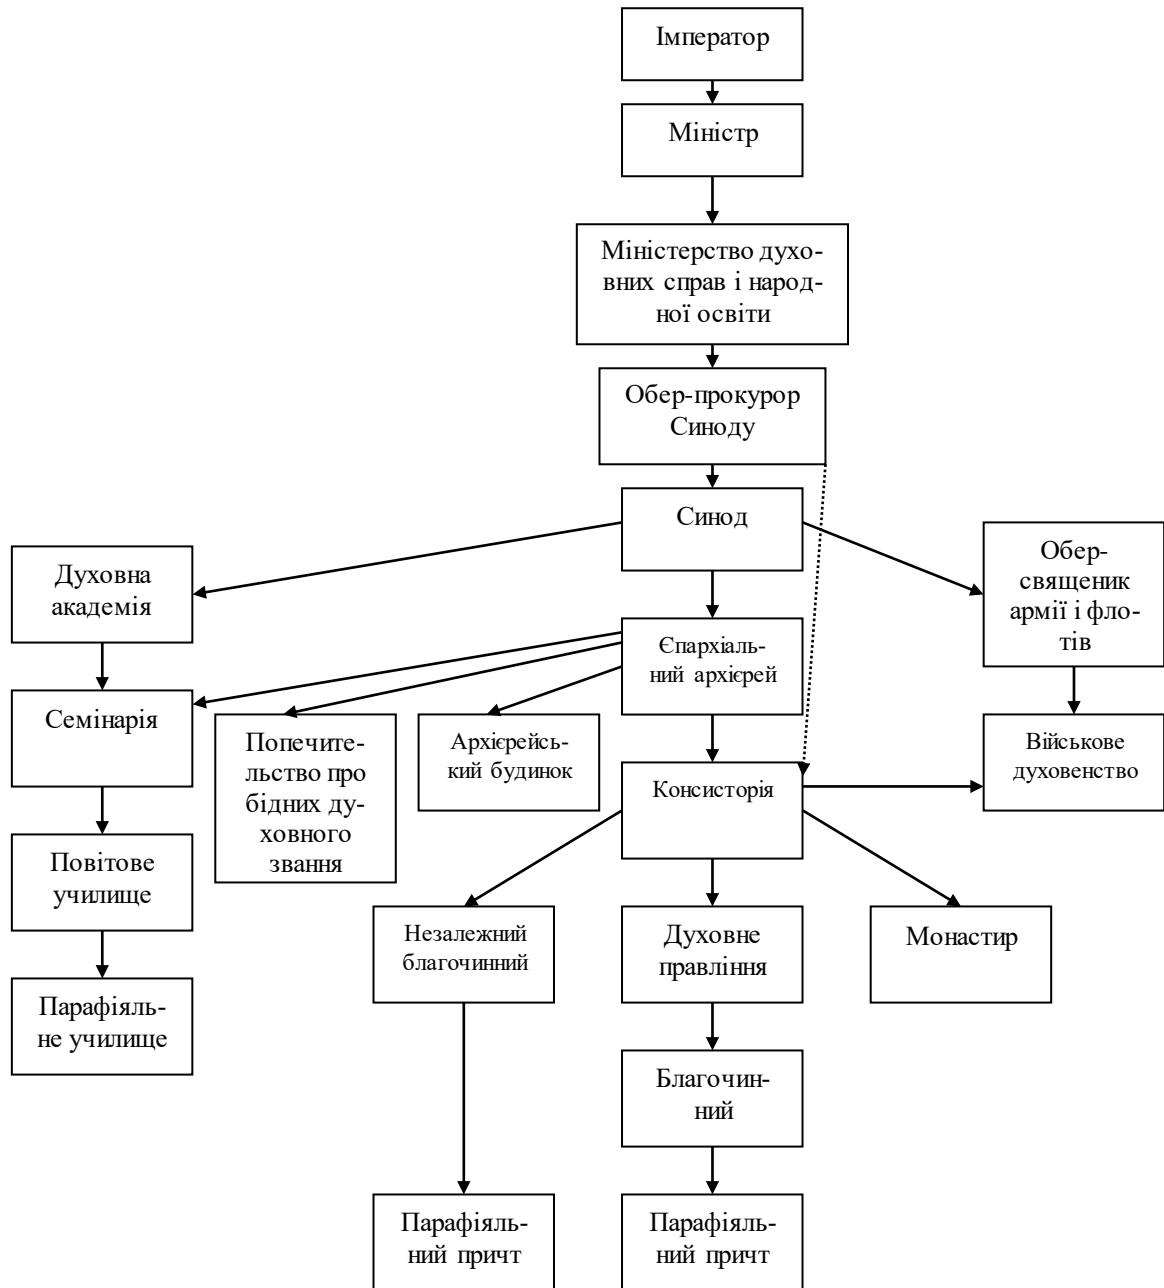 Імператор
Міністр
Міністерство духо-
вних справ і народ-
ної освіти
Обер-прокурор
Синоду
Синод
Духовна
академія
Обер-
священик
армії і фло-
тів
Єпархіаль-
ний архієрей
Семінарія
Попечите-
льство про
бідних ду-
ховного
звання
Архієрейсь-
кий будинок
Консисторія
Військове
духовенство
Повітове
училище
Незалежний
благочинний
Духовне
правління
Монастир
Парафіяль-
не училище
Благочин-
ний
Парафіяль-
ний причт
Парафіяль-
ний причт